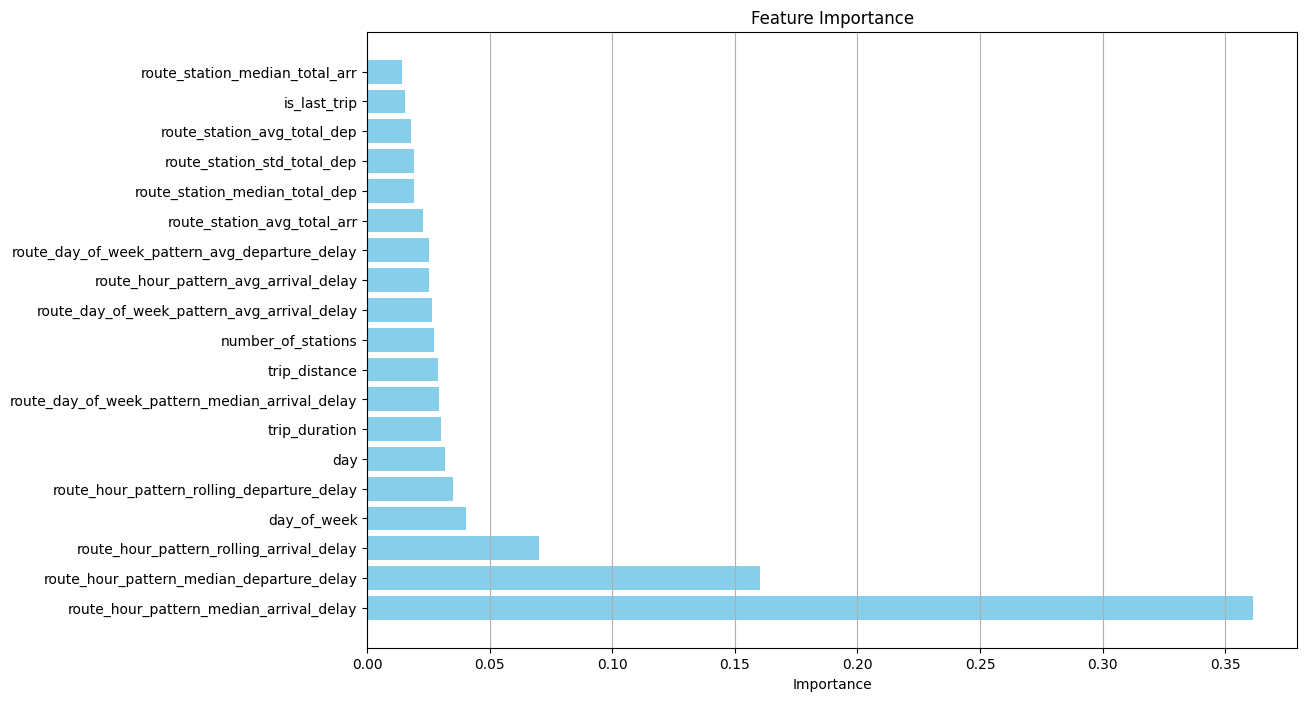 Feature Importance
route_station_median_total_arr
is_last_trip
route_station_avg_total_dep
route_station_std_total_dep
route_station_median_total_dep
route_station_avg_total_arr
route_day_of_week_pattern_avg_departure_delay
route_hour_pattern_avg_arrival_delay
route_day_of_week_pattern_avg_arrival_delay
number_of_stations
trip_distance
route_day_of_week_pattern_median_arrival_delay
trip_duration
day
route_hour_pattern_rolling_departure_delay
day_of_week
route_hour_pattern_rolling_arrival_delay
route_hour_pattern_median_departure_delay
route_hour_pattern_median_arrival_delay
0.00 0.05 0.10 0.15 0.20 0.25 0.30 0.35
Importance